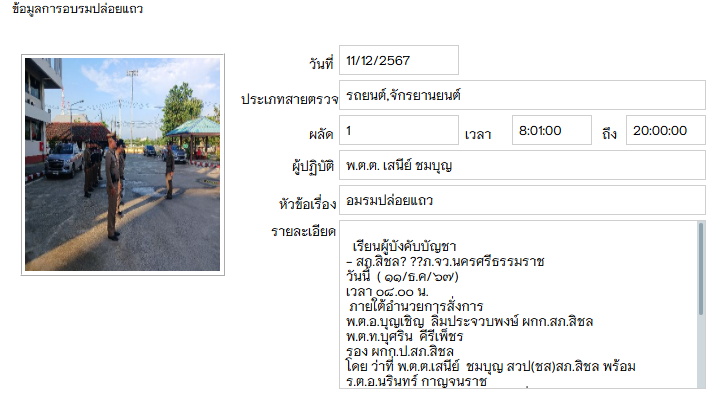 ข้อมูลการอบรมปล่อยแถว
วันที่ 11/12/2567
ประเภทสายตรวจ รถยนต์,จักรยานยนต์
ผลัด 1 เวลา 8:01:00 ถึง 20:00:00
ผู้ปฏิบัติ พ.ต.ต. เสนีย์ ชมบุญ
หัวข้อเรื่อง อมรมปล่อยแถว
รายละเอียด
เรียนผู้บังคับบัญชา
– สภ.สิชล? ??ภ.จว.นครศรีธรรมราช
วันนี้ ( ๑๑/ธ.ค/๖๗)
เวลา ๐๘.๐๐ น.
ภายใต้อำนวยการสั่งการ
พ.ต.อ.บุญเชิญ ลิ่มประจวบพงษ์ ผกก.สภ.สิชล
พ.ต.ท.บุศริน คีรีเพ็ชร
รอง ผกก.ป.สภ.สิชล
โดย ว่าที่ พ.ต.ต.เสนีย์ ชมบุญ สวป(ชส)สภ.สิชล พร้อม
ร.ต.อ.นรินทร์ กาญจนราช